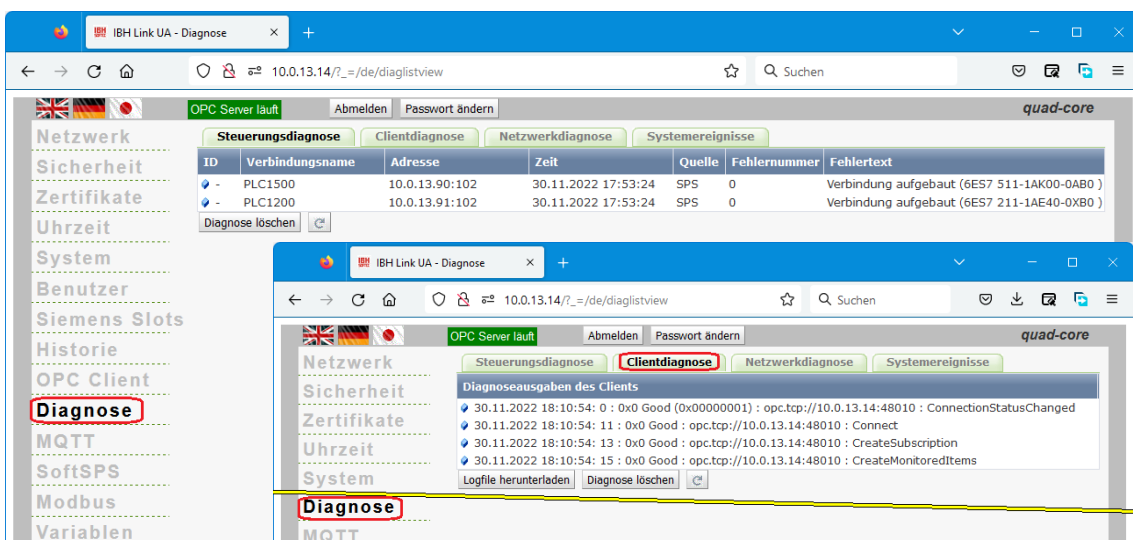 IBH Link UA - Diagnose
10.0.13.14/?_=/de/diaglistview
Suchen
OPC Server läuft
Abmelden
Passwort ändern
quad-core
Netzwerk
Sicherheit
Zertifikate
Uhrzeit
System
Benutzer
Siemens Slots
Historie
OPC Client
Diagnose
MQTT
SoftSPS
Modbus
Variablen
Steuerungsdiagnose Clientdiagnose Netzwerkdiagnose Systemereignisse
ID Verbindungsname Adresse Zeit Quelle Fehlernummer Fehlertext
- PLC1500 10.0.13.90:102 30.11.2022 17:53:24 SPS 0 Verbindung aufgebaut (6ES7 511-1AK00-0AB0 )
- PLC1200 10.0.13.91:102 30.11.2022 17:53:24 SPS 0 Verbindung aufgebaut (6ES7 211-1AE40-0XB0 )
Diagnose löschen
IBH Link UA - Diagnose
10.0.13.14/?_=/de/diaglistview
Suchen
OPC Server läuft
Abmelden
Passwort ändern
quad-core
Netzwerk
Sicherheit
Zertifikate
Uhrzeit
System
Diagnose
MQTT
Steuerungsdiagnose Clientdiagnose Netzwerkdiagnose Systemereignisse
Diagnoseausgaben des Clients
30.11.2022 18:10:54: 0 : 0x0 Good (0x00000001) : opc.tcp://10.0.13.14:48010 : ConnectionStatusChanged
30.11.2022 18:10:54: 11 : 0x0 Good : opc.tcp://10.0.13.14:48010 : Connect
30.11.2022 18:10:54: 13 : 0x0 Good : opc.tcp://10.0.13.14:48010 : CreateSubscription
30.11.2022 18:10:54: 15 : 0x0 Good : opc.tcp://10.0.13.14:48010 : CreateMonitoredItems
Logfile herunterladen
Diagnose löschen